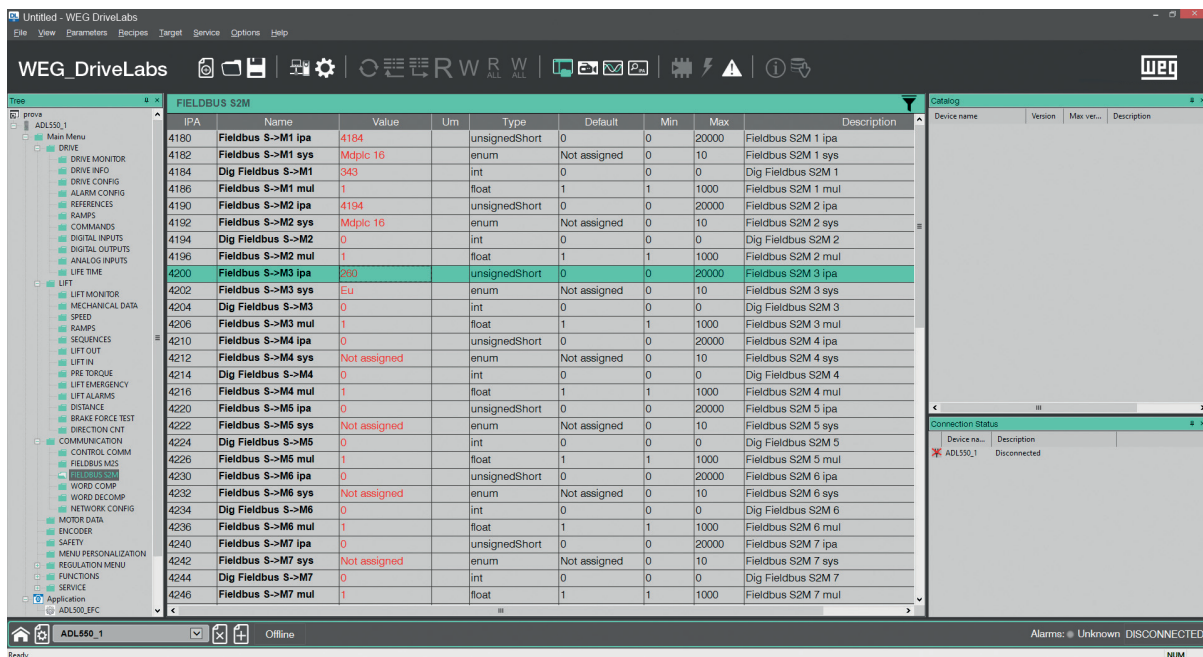 Untitled - WEG DriveLabs
File View Parameters Recipes Target Service Options Help
WEG_DriveLabs R W R ALL W ALL weg
Tree
prova
ADL550_1
Main Menu
DRIVE
DRIVE MONITOR
DRIVE INFO
DRIVE CONFIG
ALARM CONFIG
REFERENCES
RAMPS
COMMANDS
DIGITAL INPUTS
DIGITAL OUTPUTS
ANALOG INPUTS
LIFE TIME
LIFT
LIFT MONITOR
MECHANICAL DATA
SPEED
RAMPS
SEQUENCES
LIFT OUT
LIFT IN
PRE TORQUE
LIFT EMERGENCY
LIFT ALARMS
DISTANCE
BRAKE FORCE TEST
DIRECTION CNT
COMMUNICATION
CONTROL COMM
FIELDBUS M2S
FIELDBUS S2M
WORD COMP
WORD DECOMP
NETWORK CONFIG
MOTOR DATA
ENCODER
SAFETY
MENU PERSONALIZATION
REGULATION MENU
FUNCTIONS
SERVICE
Application
ADL500_EFC
FIELDBUS S2M
IPA Name Value Um Type Default Min Max Description
4180 Fieldbus S->M1 ipa 4184 unsignedShort 0 0 20000 Fieldbus S2M 1 ipa
4182 Fieldbus S->M1 sys Mdplc 16 enum Not assigned 0 10 Fieldbus S2M 1 sys
4184 Dig Fieldbus S->M1 343 int 0 0 0 Dig Fieldbus S2M 1
4186 Fieldbus S->M1 mul 1 float 1 1 1000 Fieldbus S2M 1 mul
4190 Fieldbus S->M2 ipa 4194 unsignedShort 0 0 20000 Fieldbus S2M 2 ipa
4192 Fieldbus S->M2 sys Mdplc 16 enum Not assigned 0 10 Fieldbus S2M 2 sys
4194 Dig Fieldbus S->M2 0 int 0 0 0 Dig Fieldbus S2M 2
4196 Fieldbus S->M2 mul 1 float 1 1 1000 Fieldbus S2M 2 mul
4200 Fieldbus S->M3 ipa 260 unsignedShort 0 0 20000 Fieldbus S2M 3 ipa
4202 Fieldbus S->M3 sys Eu enum Not assigned 0 10 Fieldbus S2M 3 sys
4204 Dig Fieldbus S->M3 0 int 0 0 0 Dig Fieldbus S2M 3
4206 Fieldbus S->M3 mul 1 float 1 1 1000 Fieldbus S2M 3 mul
4210 Fieldbus S->M4 ipa 0 unsignedShort 0 0 20000 Fieldbus S2M 4 ipa
4212 Fieldbus S->M4 sys Not assigned enum Not assigned 0 10 Fieldbus S2M 4 sys
4214 Dig Fieldbus S->M4 0 int 0 0 0 Dig Fieldbus S2M 4
4216 Fieldbus S->M4 mul 1 float 1 1 1000 Fieldbus S2M 4 mul
4220 Fieldbus S->M5 ipa 0 unsignedShort 0 0 20000 Fieldbus S2M 5 ipa
4222 Fieldbus S->M5 sys Not assigned enum Not assigned 0 10 Fieldbus S2M 5 sys
4224 Dig Fieldbus S->M5 0 int 0 0 0 Dig Fieldbus S2M 5
4226 Fieldbus S->M5 mul 1 float 1 1 1000 Fieldbus S2M 5 mul
4230 Fieldbus S->M6 ipa 0 unsignedShort 0 0 20000 Fieldbus S2M 6 ipa
4232 Fieldbus S->M6 sys Not assigned enum Not assigned 0 10 Fieldbus S2M 6 sys
4234 Dig Fieldbus S->M6 0 int 0 0 0 Dig Fieldbus S2M 6
4236 Fieldbus S->M6 mul 1 float 1 1 1000 Fieldbus S2M 6 mul
4240 Fieldbus S->M7 ipa 0 unsignedShort 0 0 20000 Fieldbus S2M 7 ipa
4242 Fieldbus S->M7 sys Not assigned enum Not assigned 0 10 Fieldbus S2M 7 sys
4244 Dig Fieldbus S->M7 0 int 0 0 0 Dig Fieldbus S2M 7
4246 Fieldbus S->M7 mul 1 float 1 1 1000 Fieldbus S2M 7 mul
Catalog
Device name Version Max ver... Description
Connection Status
Device na... Description
ADL550_1 Disconnected
ADL550_1 Offline Alarms: Unknown DISCONNECTED
Ready NUM